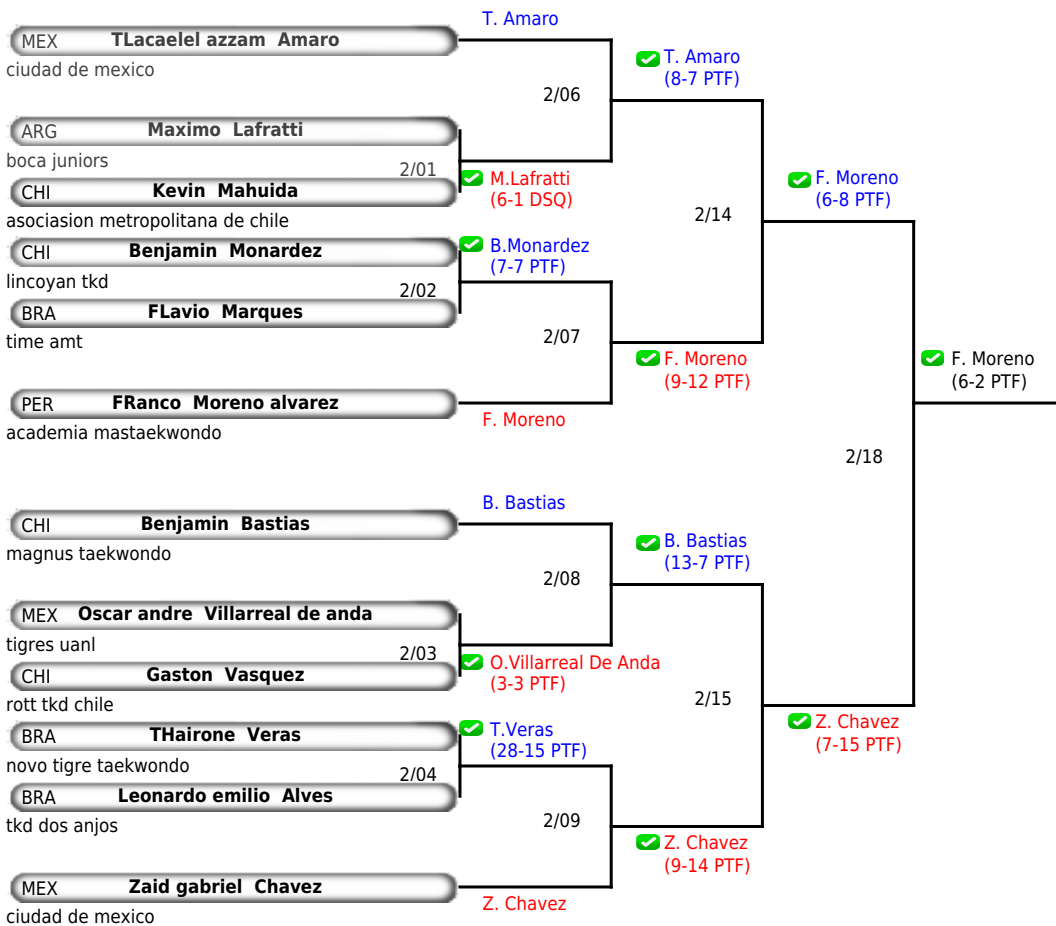 T. Amaro
MEX TLacaelel azzam Amaro
ciudad de mexico
T. Amaro
(8-7 PTF)
2/06
ARG Maximo Lafratti
boca juniors
2/01
CHI Kevin Mahuida
asociasion metropolitana de chile
M.Lafratti
(6-1 DSQ)
F. Moreno
(6-8 PTF)
2/14
CHI Benjamin Monardez
lincoyan tkd
B.Monardez
(7-7 PTF)
2/02
BRA FLavio Marques
time amt
2/07
F. Moreno
(9-12 PTF)
PER FRanco Moreno alvarez
academia mastaekwondo
F. Moreno
F. Moreno
(6-2 PTF)
2/18
B. Bastias
CHI Benjamin Bastias
magnus taekwondo
B. Bastias
(13-7 PTF)
2/08
MEX Oscar andre Villarreal de anda
tigres uanl
2/03
CHI Gaston Vasquez
rott tkd chile
O.Villarreal De Anda
(3-3 PTF)
2/15
Z. Chavez
(7-15 PTF)
BRA THairone Veras
novo tigre taekwondo
T.Veras
(28-15 PTF)
2/04
BRA Leonardo emilio Alves
tkd dos anjos
2/09
Z. Chavez
(9-14 PTF)
MEX Zaid gabriel Chavez
ciudad de mexico
Z. Chavez